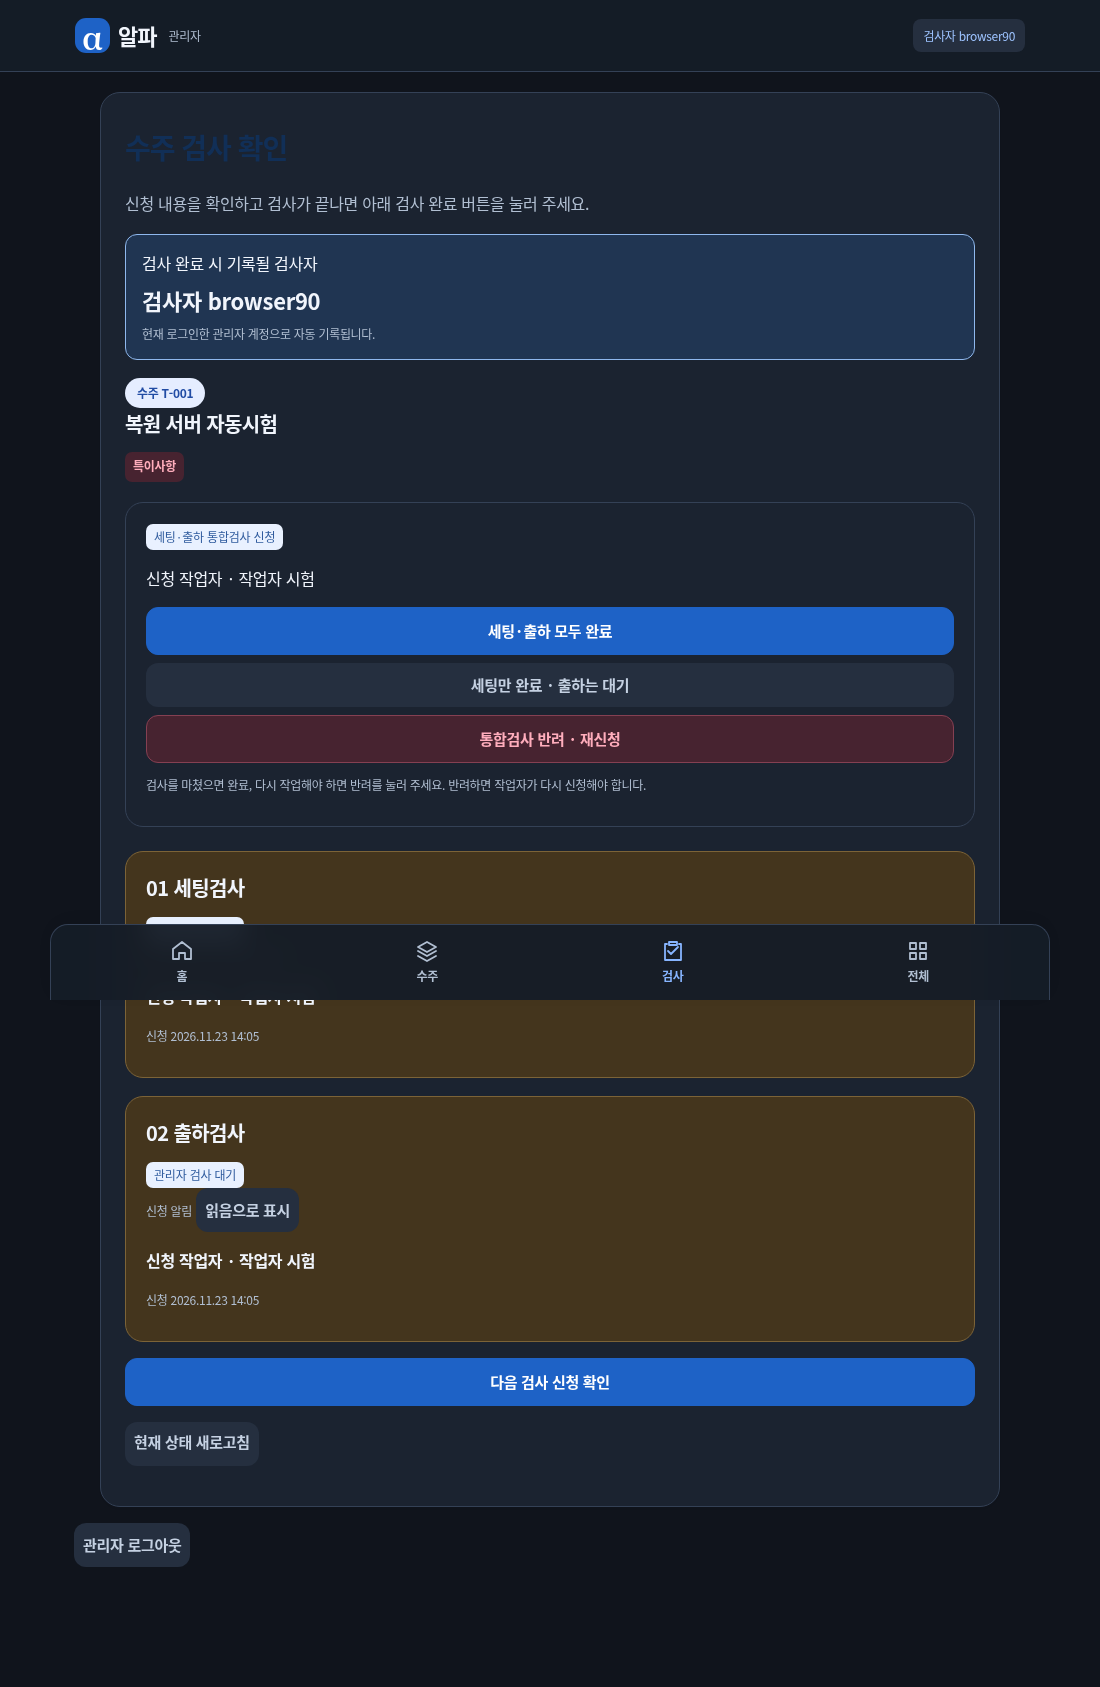 α 알파 관리자
검사자 browser90
수주 검사 확인
신청 내용을 확인하고 검사가 끝나면 아래 검사 완료 버튼을 눌러 주세요.
검사 완료 시 기록될 검사자
검사자 browser90
현재 로그인한 관리자 계정으로 자동 기록됩니다.
수주 T-001
복원 서버 자동시험
특이사항
세팅·출하 통합검사 신청
신청 작업자 · 작업자 시험
세팅·출하 모두 완료
세팅만 완료 · 출하는 대기
통합검사 반려 · 재신청
검사를 마쳤으면 완료, 다시 작업해야 하면 반려를 눌러 주세요. 반려하면 작업자가 다시 신청해야 합니다.
01 세팅검사
홈
수주
검사
전체
신청 2026.11.23 14:05
02 출하검사
관리자 검사 대기
신청 알림 읽음으로 표시
신청 작업자 · 작업자 시험
신청 2026.11.23 14:05
다음 검사 신청 확인
현재 상태 새로고침
관리자 로그아웃